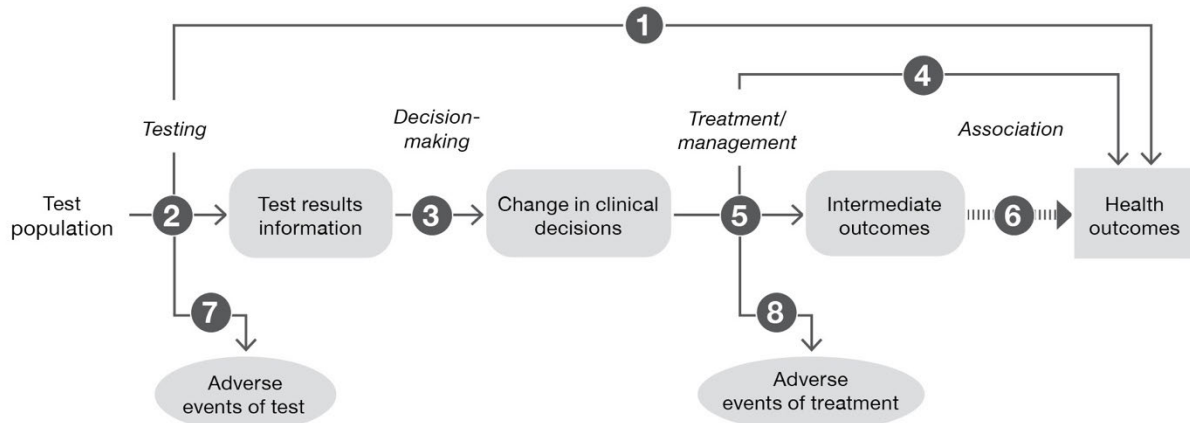 1
4
Testing
Decision-
making
Treatment/
management
Association
Test
population
2
Test results
information
3
Change in clinical
decisions
5
Intermediate
outcomes
6
Health
outcomes
7
8
Adverse
events of test
Adverse
events of treatment